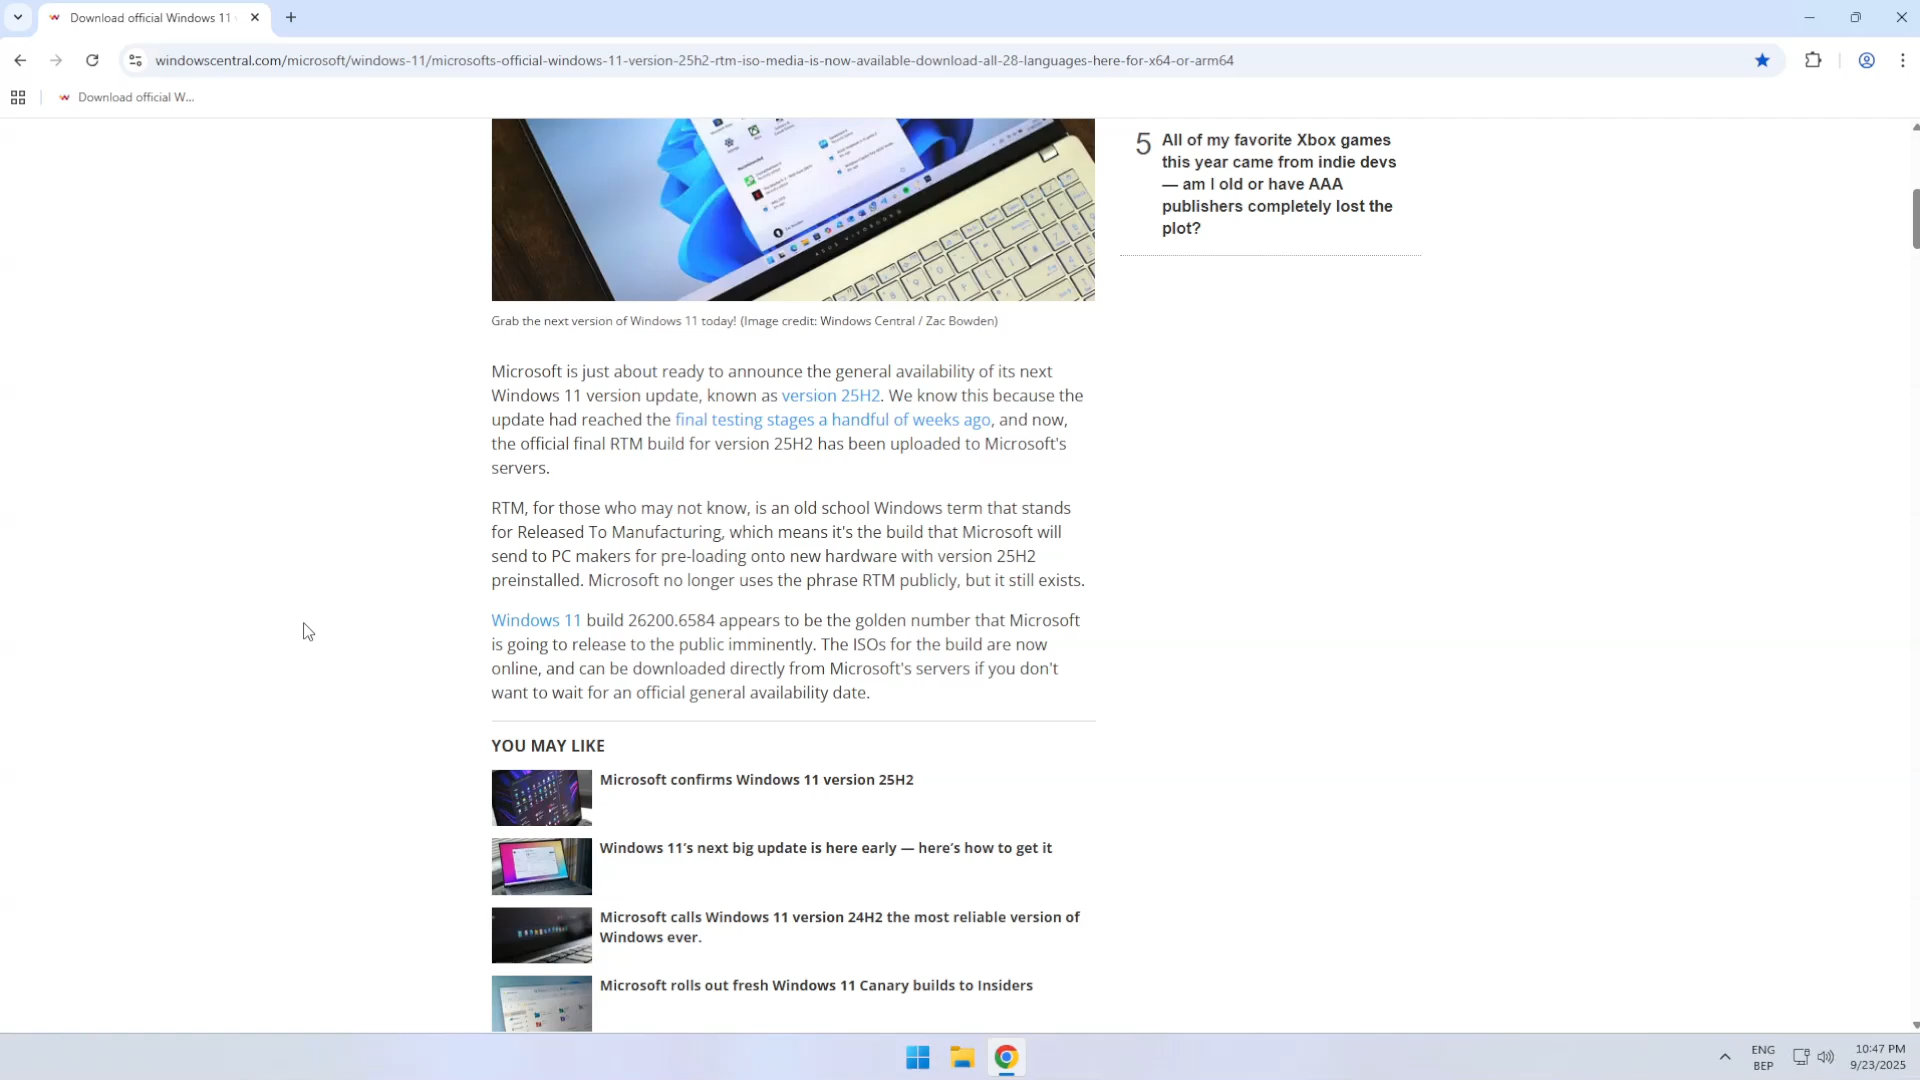 Download official Windows 11
windowscentral.com/microsoft/windows-11/microsofts-official-windows-11-version-25h2-rtm-iso-media-is-now-available-download-all-28-languages-here-for-x64-or-arm64
Download official W...
ASUS VIVOBOOK
Grab the next version of Windows 11 today! (Image credit: Windows Central / Zac Bowden)
Microsoft is just about ready to announce the general availability of its next
Windows 11 version update, known as version 25H2. We know this because the
update had reached the final testing stages a handful of weeks ago, and now,
the official final RTM build for version 25H2 has been uploaded to Microsoft's
servers.
RTM, for those who may not know, is an old school Windows term that stands
for Released To Manufacturing, which means it's the build that Microsoft will
send to PC makers for pre-loading onto new hardware with version 25H2
preinstalled. Microsoft no longer uses the phrase RTM publicly, but it still exists.
Windows 11 build 26200.6584 appears to be the golden number that Microsoft
is going to release to the public imminently. The ISOs for the build are now
online, and can be downloaded directly from Microsoft's servers if you don't
want to wait for an official general availability date.
YOU MAY LIKE
Microsoft confirms Windows 11 version 25H2
Windows 11’s next big update is here early — here’s how to get it
Microsoft calls Windows 11 version 24H2 the most reliable version of
Windows ever.
Microsoft rolls out fresh Windows 11 Canary builds to Insiders
5 All of my favorite Xbox games
this year came from indie devs
— am I old or have AAA
publishers completely lost the
plot?
ENG
BEP
10:47 PM
9/23/2025